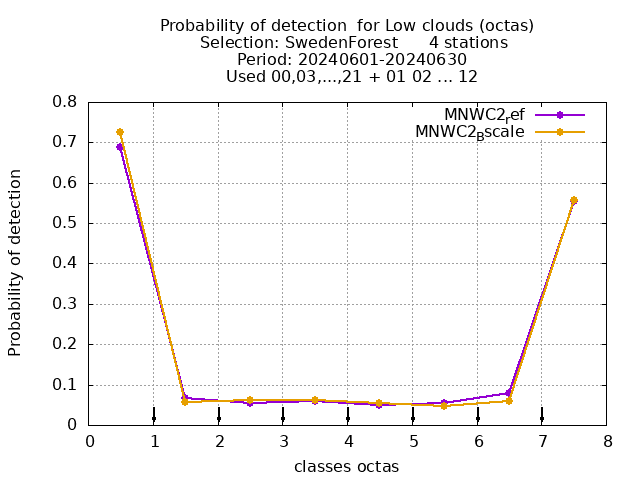 Probability of detection  for Low clouds (octas)
Selection: SwedenForest      4 stations
Period: 20240601-20240630
Used 00,03,...,21 + 01 02 ... 12
MNWC2ref
MNWC2Bscale
0.8
0.7
0.6
0.5
0.4
0.3
0.2
0.1
0
Probability of detection
0 1 2 3 4 5 6 7 8
classes octas